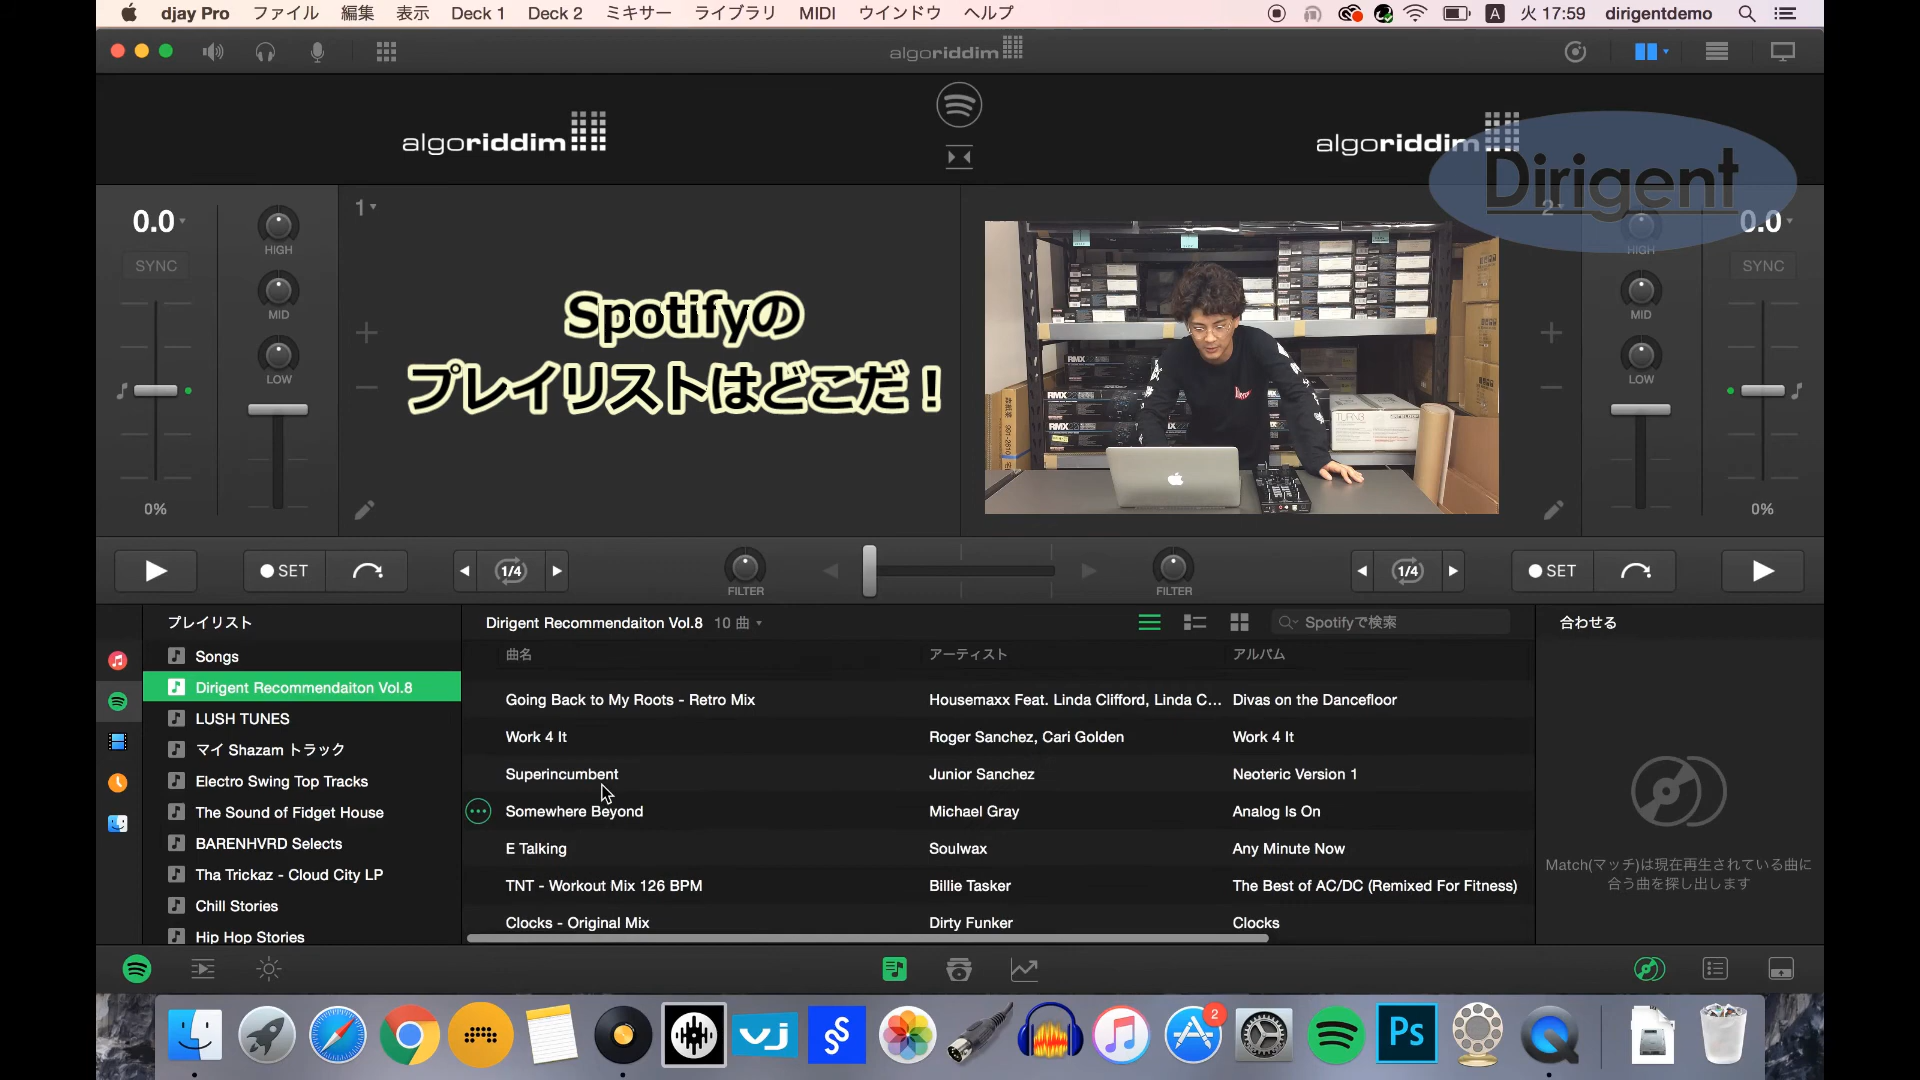 djay Pro ファイル 編集 表示 Deck 1 Deck 2 ミキサー ライブラリ MIDI ウインドウ ヘルプ A 火 17:59 dirigentdemo
algoriddim
algoriddim
algoriddim
Dirigent
0.0 HIGH 1
SYNC
MID
LOW
0%
Spotifyの
プレイリストはどこだ！
RMX
RMX22
TURN3
2 HIGH 0.0
SYNC
MID
LOW
0%
SET 1/4 FILTER FILTER 1/4 SET
プレイリスト
Songs
Dirigent Recommendaiton Vol.8
LUSH TUNES
マイ Shazam トラック
Electro Swing Top Tracks
The Sound of Fidget House
BARENHVRD Selects
Tha Trickaz - Cloud City LP
Chill Stories
Hip Hop Stories
Dirigent Recommendaiton Vol.8 10 曲 Spotifyで検索
曲名 アーティスト アルバム
Going Back to My Roots - Retro Mix Housemaxx Feat. Linda Clifford, Linda C... Divas on the Dancefloor
Work 4 It Roger Sanchez, Cari Golden Work 4 It
Superincumbent Junior Sanchez Neoteric Version 1
Somewhere Beyond Michael Gray Analog Is On
E Talking Soulwax Any Minute Now
TNT - Workout Mix 126 BPM Billie Tasker The Best of AC/DC (Remixed For Fitness)
Clocks - Original Mix Dirty Funker Clocks
合わせる
Match(マッチ)は現在再生されている曲に
合う曲を探し出します
vj 2 Ps